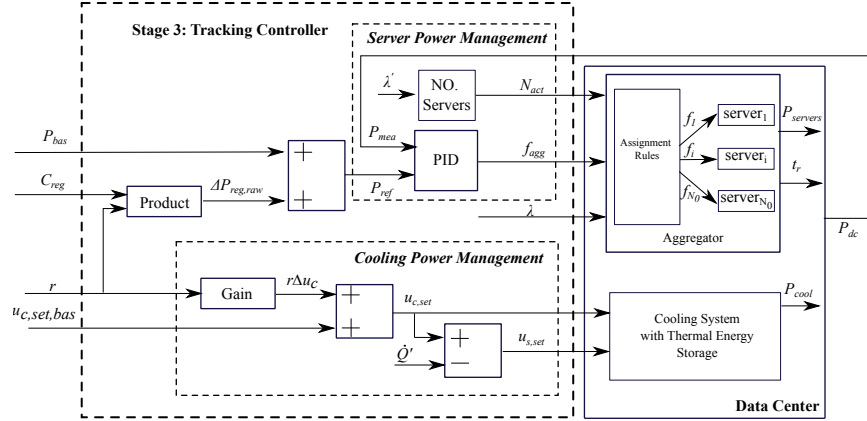 Stage 3: Tracking Controller
Server Power Management
λ'
NO.
Servers
N_act
P_bas
P_mea
PID
f_agg
C_reg
Product
ΔP_reg,raw
+
+
P_ref
λ
Assignment
Rules
f_1
server_1
f_i
server_i
f_N_0
server_N_0
Aggregator
P_servers
t_r
P_dc
Cooling Power Management
r
Gain
rΔu_c
+
+
u_c,set
u_c,set,bas
+
−
Q̇'
u_s,set
Cooling System
with Thermal Energy
Storage
P_cool
Data Center